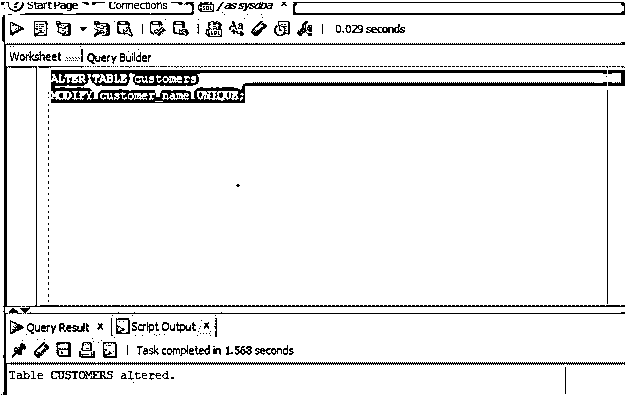 Start Page Connections / as sysdba x
0.029 seconds
Worksheet Query Builder
ALTER TABLE customers
MODIFY customer_name UNIQUE;
Query Result x Script Output x
Task completed in 1.568 seconds
Table CUSTOMERS altered.